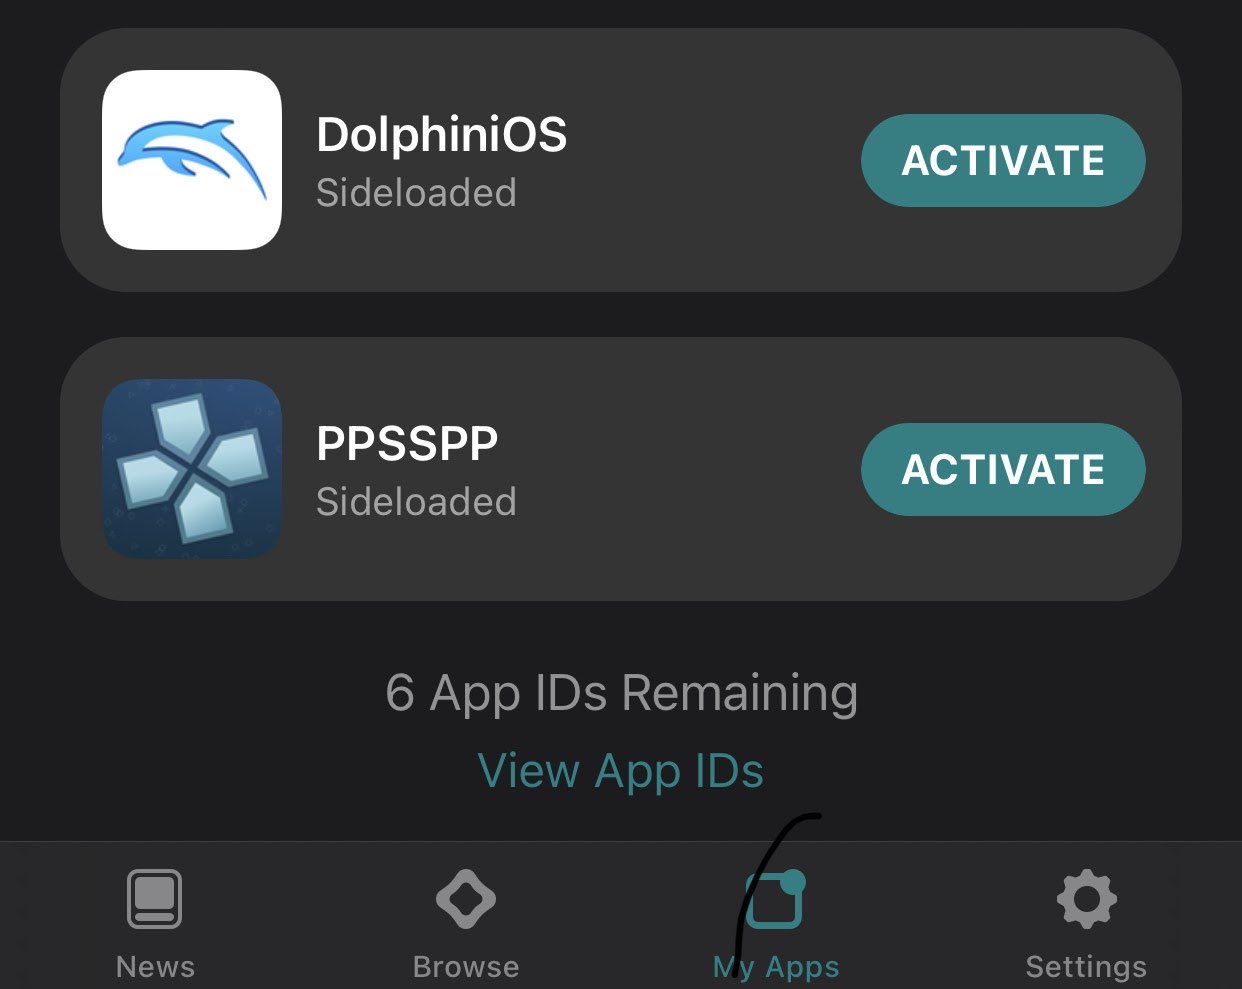 DolphiniOS
Sideloaded
ACTIVATE
PPSSPP
Sideloaded
ACTIVATE
6 App IDs Remaining
View App IDs
News
Browse
My Apps
Settings